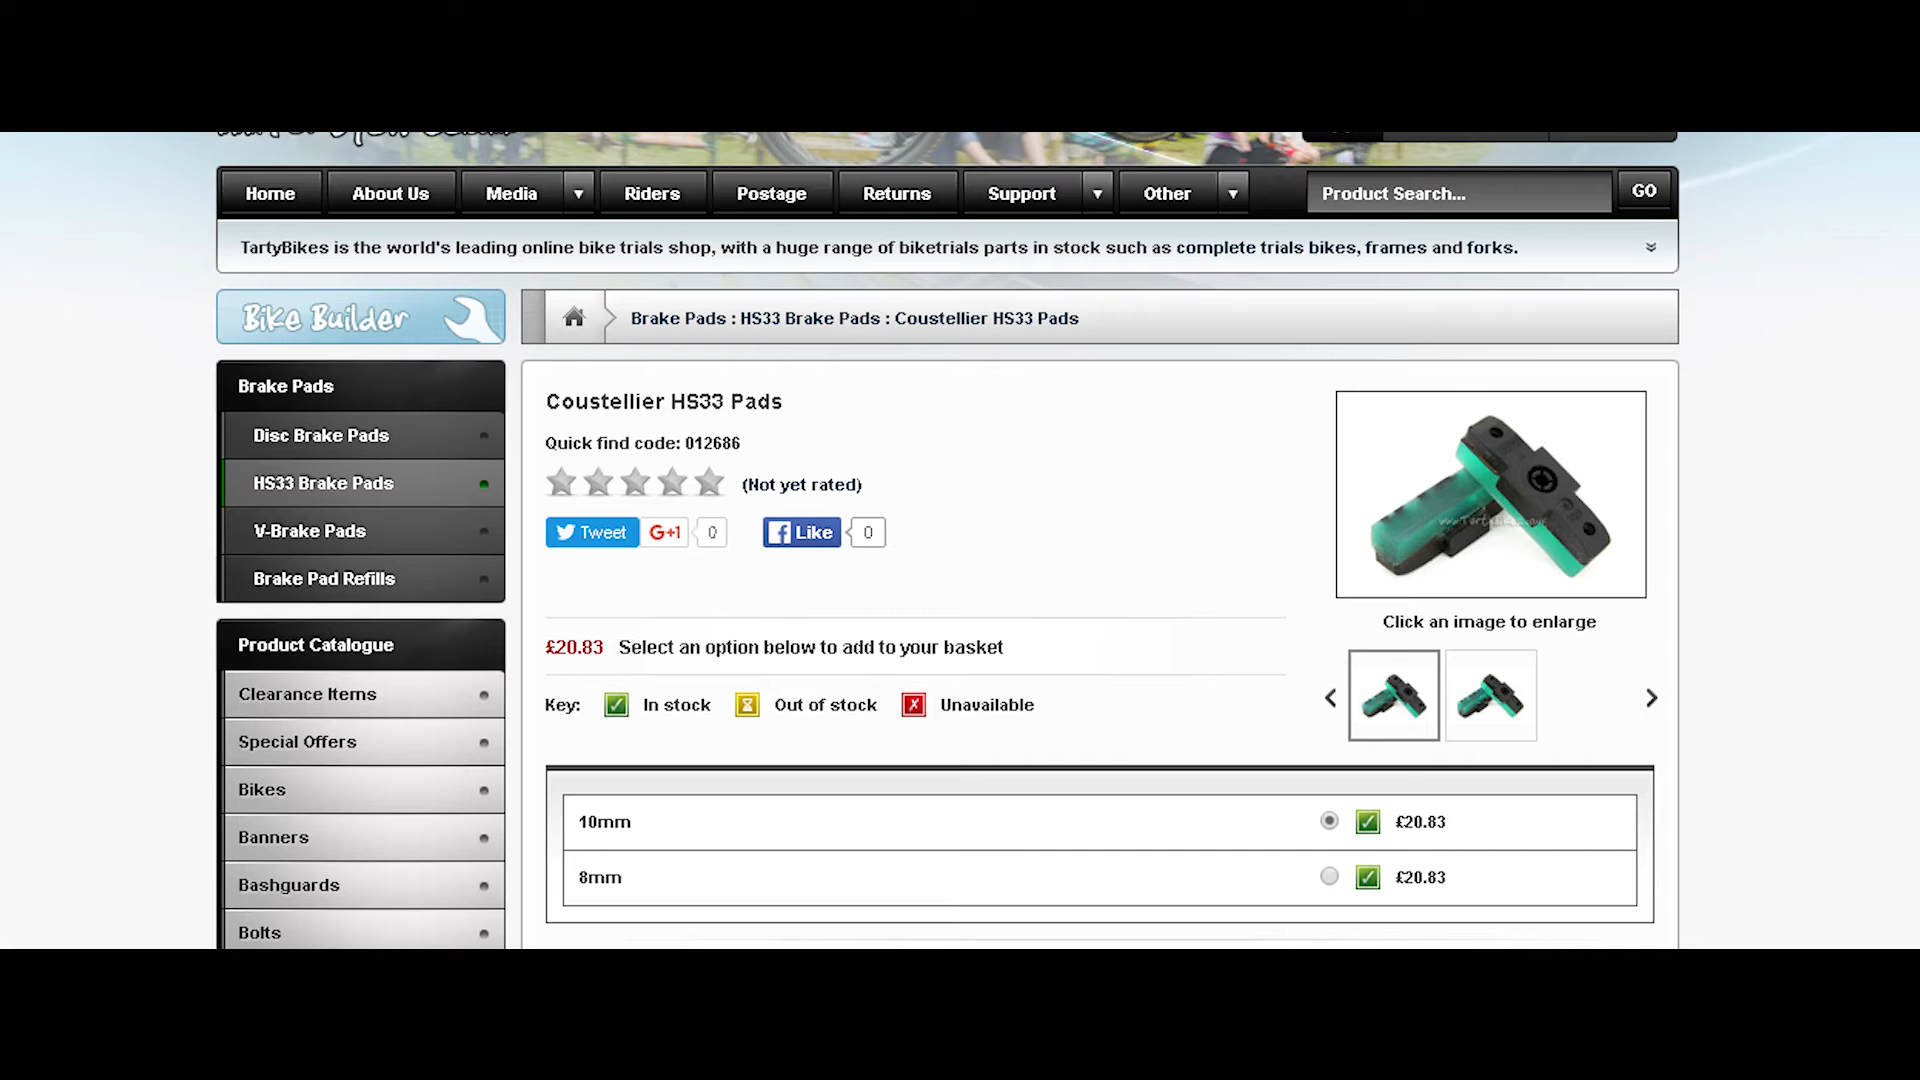 Home About Us Media Riders Postage Returns Support Other Product Search... GO
TartyBikes is the world's leading online bike trials shop, with a huge range of biketrials parts in stock such as complete trials bikes, frames and forks.
Bike Builder
Brake Pads : HS33 Brake Pads : Coustellier HS33 Pads
Brake Pads
Disc Brake Pads
HS33 Brake Pads
V-Brake Pads
Brake Pad Refills
Product Catalogue
Clearance Items
Special Offers
Bikes
Banners
Bashguards
Bolts
Coustellier HS33 Pads
Quick find code: 012686
(Not yet rated)
Tweet G+1 0 Like 0
£20.83 Select an option below to add to your basket
Key: In stock Out of stock Unavailable
Click an image to enlarge
10mm £20.83
8mm £20.83